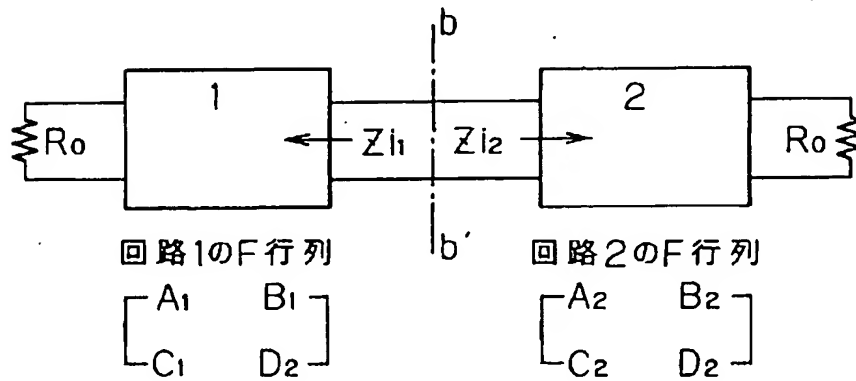 b
1
2
Ro
Zi1
Zi2
Ro
b'
回路1のF行列
回路2のF行列
A1 B1
A2 B2
C1 D2
C2 D2